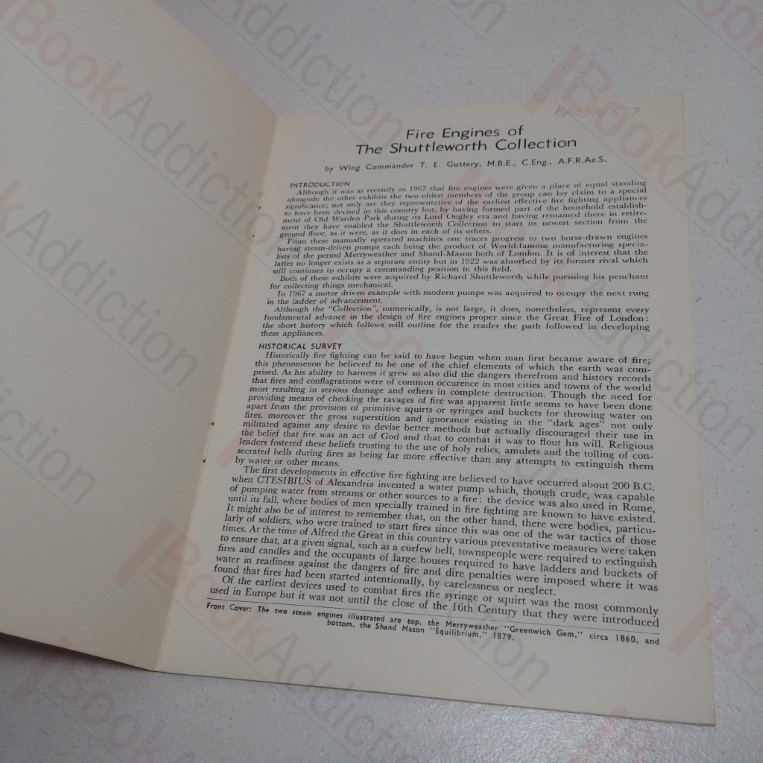 Fire Engines of
The Shuttleworth Collection
by Wing Commander T. E. Guttery, M.B.E., C.Eng., A.F.R.Ae.S.
INTRODUCTION
Although it was as recently as 1967 that fire engines were given a place of equal standing
alongside the other exhibits the two oldest members of the group can lay claim to a special
significance; not only are they representative of the earliest effective fire fighting appliances
to have been devised in this country but, by having formed part of the household establish-
ment of Old Warden Park during its Lord Ongley era and having remained there in retire-
ment they have enabled the Shuttleworth Collection to start its newest section from the
ground floor, as it were, as it does in each of its others.
From these manually operated machines one traces progress to two horse-drawn engines
having steam-driven pumps each being the product of World-famous manufacturing specia-
lists of the period Merryweather and Shand-Mason both of London. It is of interest that the
latter no longer exists as a separate entity but in 1922 was absorbed by its former rival which
still continues to occupy a commanding position in this field.
Both of these exhibits were acquired by Richard Shuttleworth while pursuing his penchant
for collecting things mechanical.
In 1967 a motor driven example with modern pumps was acquired to occupy the next rung
in the ladder of advancement.
Although the "Collection", numerically, is not large, it does, nonetheless, represent every
fundamental advance in the design of fire engines proper since the Great Fire of London:
the short history which follows will outline for the reader the path followed in developing
these appliances.
HISTORICAL SURVEY
Historically fire fighting can be said to have begun when man first became aware of fire;
this phenomenon he believed to be one of the chief elements of which the earth was com-
prised. As his ability to harness it grew so also did the dangers therefrom and history records
that fires and conflagrations were of common occurence in most cities and towns of the world
most resulting in serious damage and others in complete destruction. Though the need for
providing means of checking the ravages of fire was apparent little seems to have been done
apart from the provision of primitive squirts or syringes and buckets for throwing water on
fires, moreover the gross superstition and ignorance existing in the "dark ages" not only
militated against any desire to devise better methods but actually discouraged their use in
the belief that fire was an act of God and that to combat it was to flout his will. Religious
leaders fostered these beliefs trusting to the use of holy relics, amulets and the tolling of con-
secrated bells during fires as being far more effective than any attempts to extinguish them
by water or other means.
The first developments in effective fire fighting are believed to have occurred about 200 B.C.
when CTESIBIUS of Alexandria invented a water pump which, though crude, was capable
of pumping water from streams or other sources to a fire: the device was also used in Rome,
until its fall, where bodies of men specially trained in fire fighting are known to have existed.
It might also be of interest to remember that, on the other hand, there were bodies, particu-
larly of soldiers, who were trained to start fires since this was one of the war tactics of those
times. At the time of Alfred the Great in this country various preventative measures were taken
to ensure that, at a given signal, such as a curfew bell, townspeople were required to extinguish
fires and candles and the occupants of large houses required to have ladders and buckets of
water in readiness against the dangers of fire and dire penalties were imposed where it was
found that fires had been started intentionally, by carelessness or neglect.
Of the earliest devices used to combat fires the syringe or squirt was the most commonly
used in Europe but it was not until the close of the 16th Century that they were introduced
Front Cover: The two steam engines illustrated are top, the Merryweather "Greenwich Gem," circa 1860, and
bottom, the Shand Mason "Equilibrium," 1879.
BookAddiction